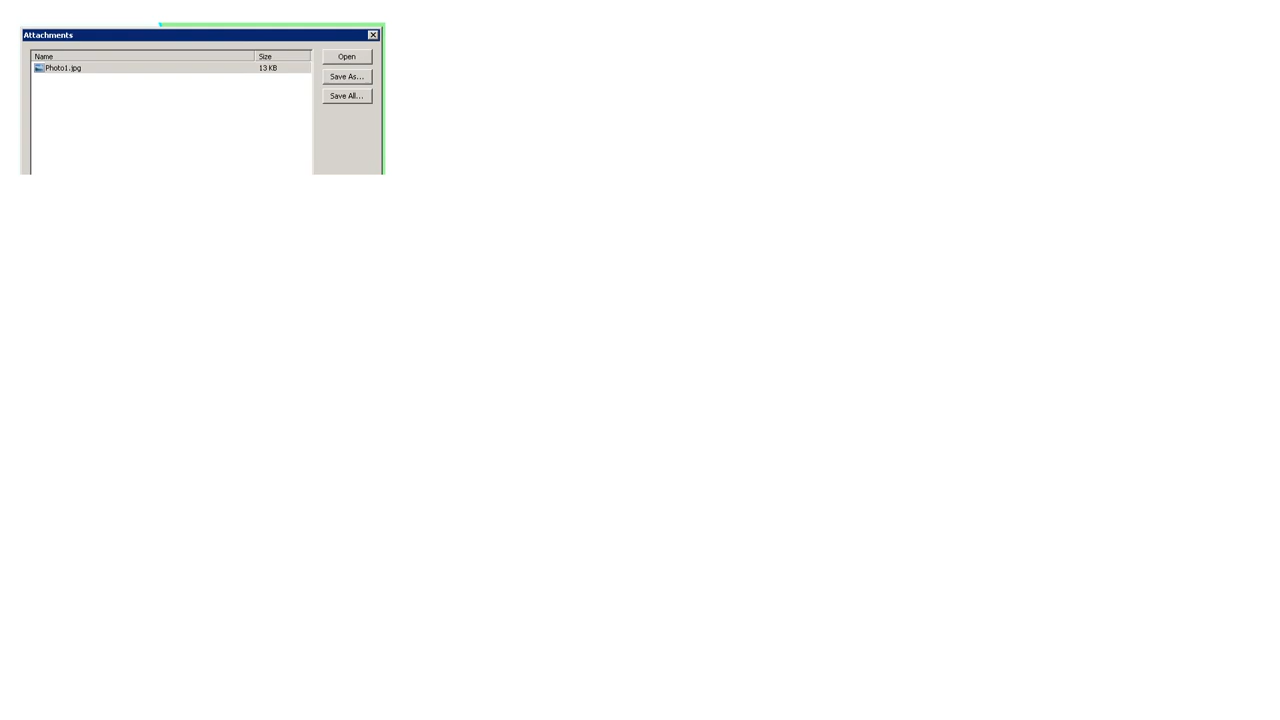 Attachments
Name Size
Photo1.jpg 13 KB
Open
Save As...
Save All...